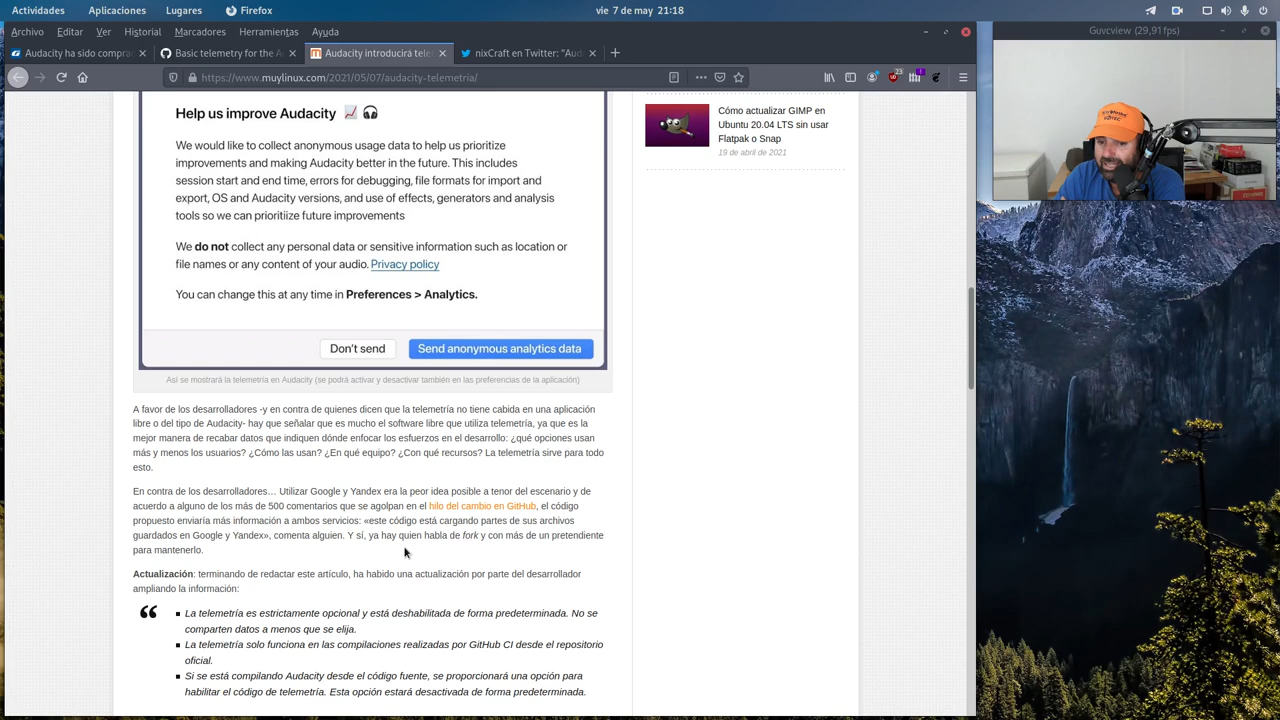 Actividades Aplicaciones Lugares Firefox vie 7 de may 21:18
Archivo Editar Ver Historial Marcadores Herramientas Ayuda
Guvcview (29,91 fps)
Audacity ha sido compra Basic telemetry for the A Audacity introducirá tele nixCraft en Twitter: "Aud
https://www.muylinux.com/2021/05/07/audacity-telemetria/
23
1
Help us improve Audacity
We would like to collect anonymous usage data to help us prioritize
improvements and making Audacity better in the future. This includes
session start and end time, errors for debugging, file formats for import and
export, OS and Audacity versions, and use of effects, generators and analysis
tools so we can prioritiize future improvements
We do not collect any personal data or sensitive information such as location or
file names or any content of your audio. Privacy policy
You can change this at any time in Preferences > Analytics.
Don't send Send anonymous analytics data
Así se mostrará la telemetría en Audacity (se podrá activar y desactivar también en las preferencias de la aplicación)
Cómo actualizar GIMP en
Ubuntu 20.04 LTS sin usar
Flatpak o Snap
19 de abril de 2021
A favor de los desarrolladores -y en contra de quienes dicen que la telemetría no tiene cabida en una aplicación
libre o del tipo de Audacity- hay que señalar que es mucho el software libre que utiliza telemetría, ya que es la
mejor manera de recabar datos que indiquen dónde enfocar los esfuerzos en el desarrollo: ¿qué opciones usan
más y menos los usuarios? ¿Cómo las usan? ¿En qué equipo? ¿Con qué recursos? La telemetría sirve para todo
esto.
En contra de los desarrolladores… Utilizar Google y Yandex era la peor idea posible a tenor del escenario y de
acuerdo a alguno de los más de 500 comentarios que se agolpan en el hilo del cambio en GitHub, el código
propuesto enviaría más información a ambos servicios: «este código está cargando partes de sus archivos
guardados en Google y Yandex», comenta alguien. Y sí, ya hay quien habla de fork y con más de un pretendiente
para mantenerlo.
Actualización: terminando de redactar este artículo, ha habido una actualización por parte del desarrollador
ampliando la información:
La telemetría es estrictamente opcional y está deshabilitada de forma predeterminada. No se
comparten datos a menos que se elija.
La telemetría solo funciona en las compilaciones realizadas por GitHub CI desde el repositorio
oficial.
Si se está compilando Audacity desde el código fuente, se proporcionará una opción para
habilitar el código de telemetría. Esta opción estará desactivada de forma predeterminada.